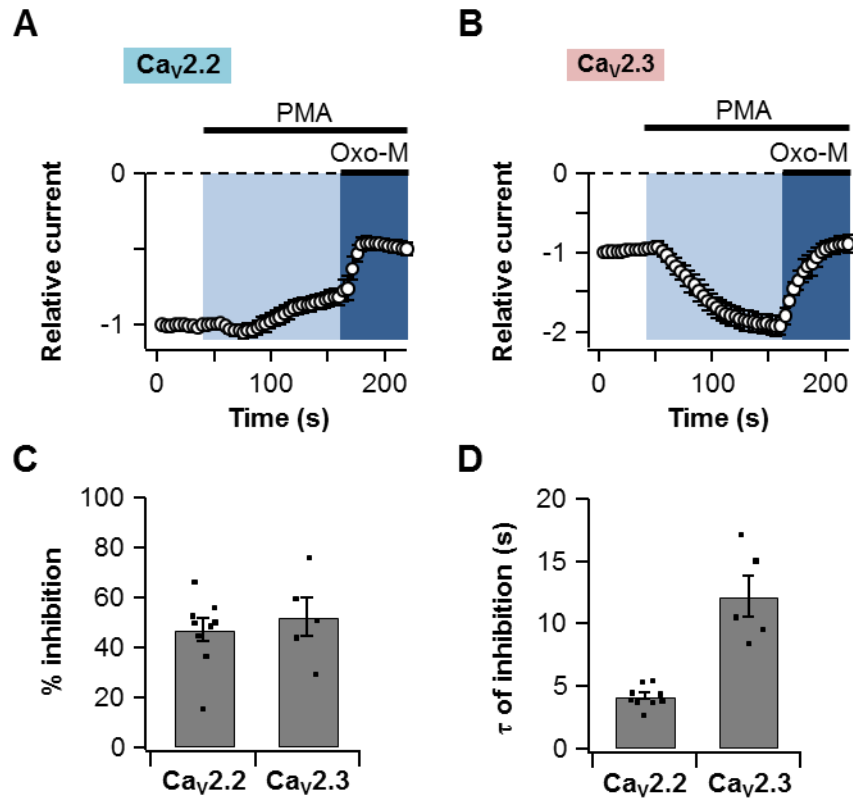 A
Caᵥ2.2
PMA
Oxo-M
Relative current
0
-1
100
200
Time (s)
0
B
Caᵥ2.3
PMA
Oxo-M
Relative current
0
-1
-2
0
100
200
Time (s)
C
% inhibition
100
80
60
40
20
0
Caᵥ2.2
Caᵥ2.3
D
τ of inhibition (s)
20
15
10
5
0
Caᵥ2.2
Caᵥ2.3